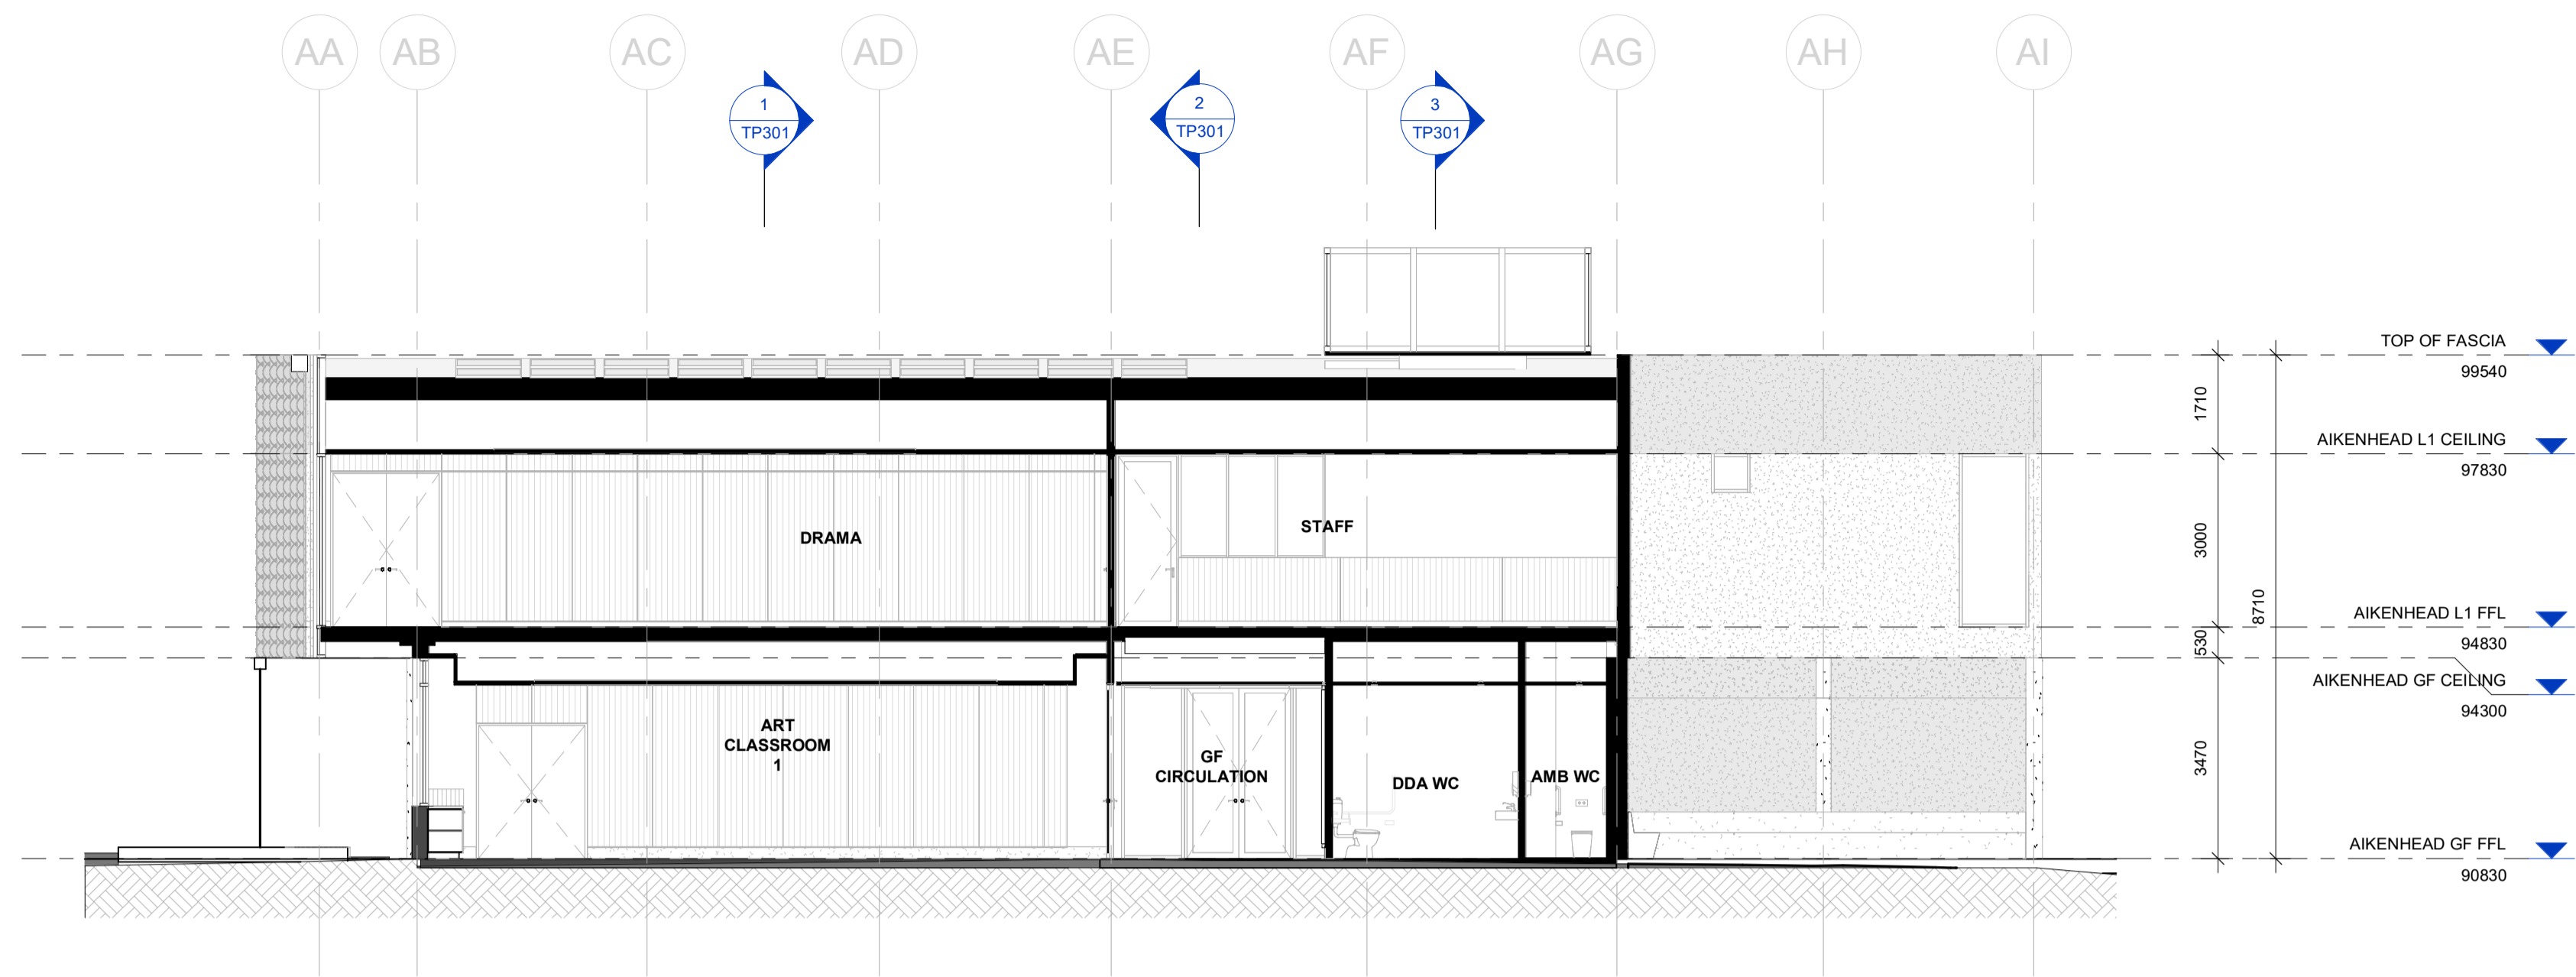 AA
AB
AC
AD
AE
AF
AG
AH
AI
1
TP301
2
TP301
3
TP301
TOP OF FASCIA
99540
1710
AIKENHEAD L1 CEILING
97830
3000
DRAMA
STAFF
8710
AIKENHEAD L1 FFL
94830
530
AIKENHEAD GF CEILING
94300
ART
CLASSROOM
1
GF
CIRCULATION
DDA WC
AMB WC
3470
AIKENHEAD GF FFL
90830